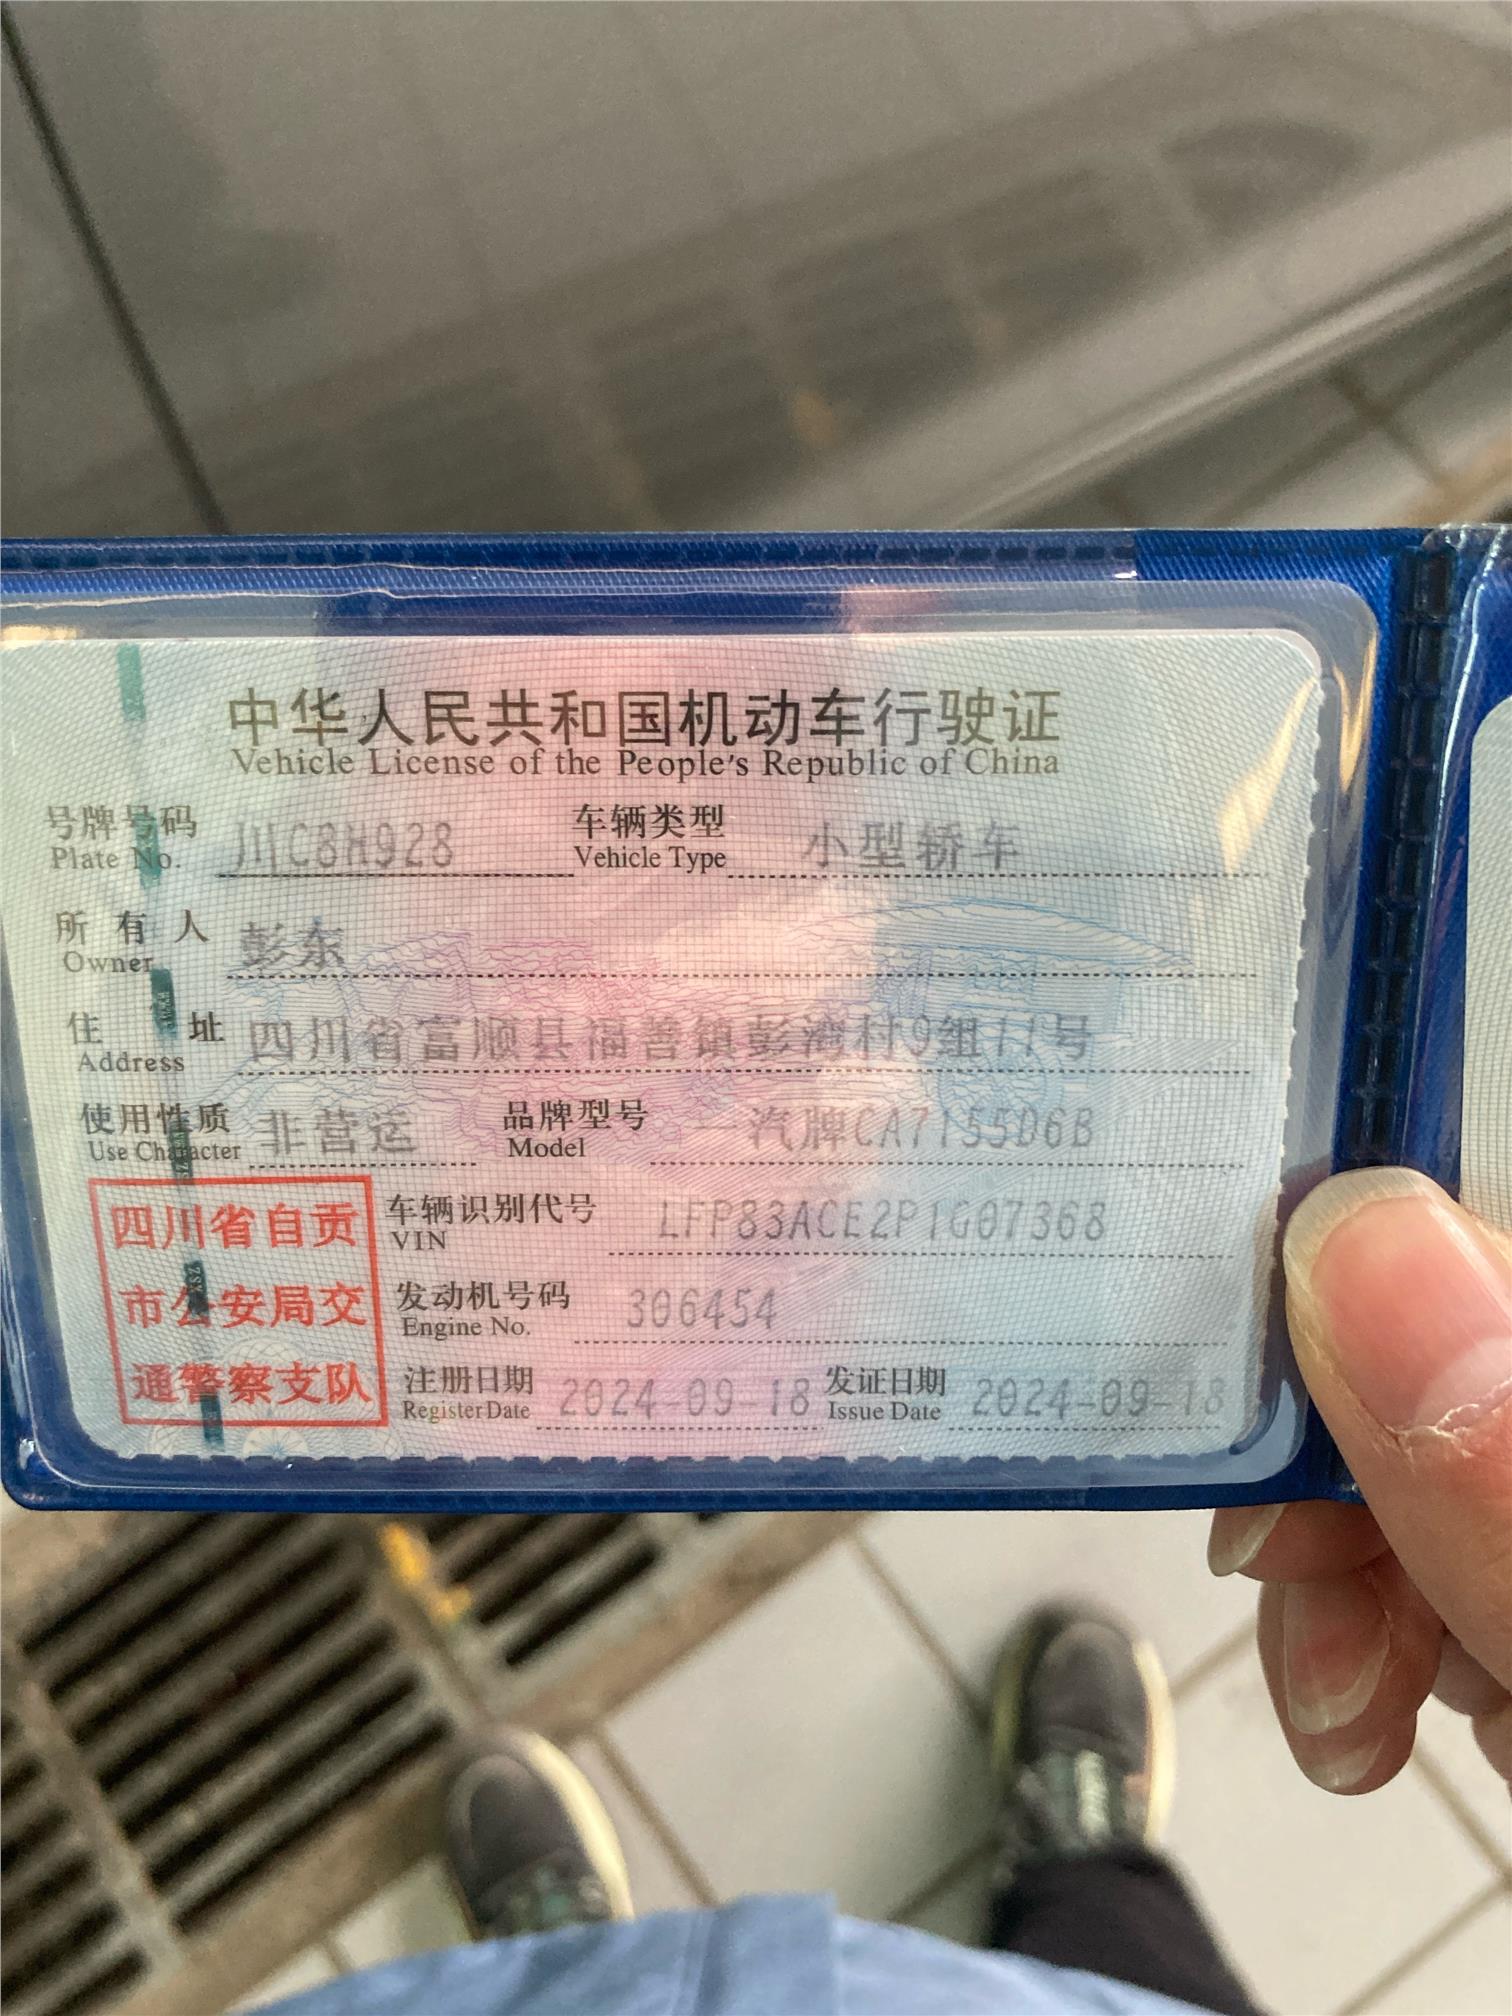 中华人民共和国机动车行驶证
Vehicle License of the People's Republic of China
号牌号码 川C8H928 车辆类型 小型轿车
Plate No. Vehicle Type
所有人 彭东
Owner
住址 四川省富顺县福善镇彭湾村9组11号
Address
使用性质 非营运 品牌型号 一汽牌CA7155D6B
Use Character Model
四川省自贡
市公安局交
通警察支队
车辆识别代号 LFP83ACE2P1G07368
VIN
发动机号码 306454
Engine No.
注册日期 2024-09-18 发证日期 2024-09-18
Register Date Issue Date